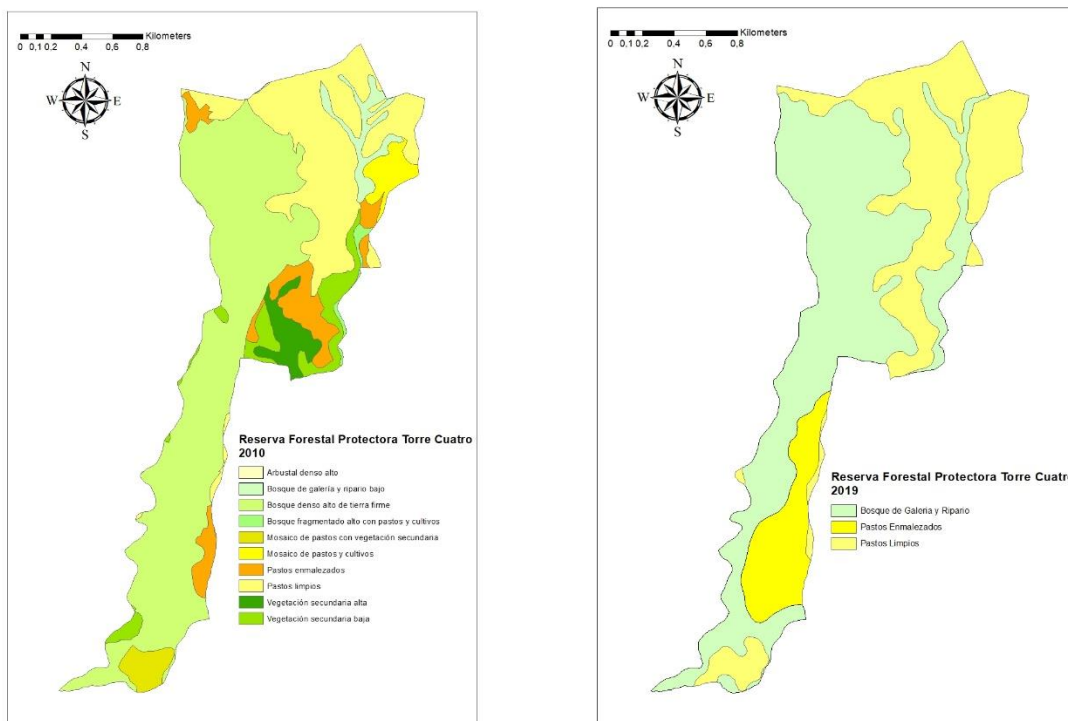 Kilometers
0 0,1 0,2 0,4 0,6 0,8
N
W E
S
Reserva Forestal Protectora Torre Cuatro
2010
Arbustal denso alto
Bosque de galería y ripario bajo
Bosque denso alto de tierra firme
Bosque fragmentado alto con pastos y cultivos
Mosaico de pastos con vegetación secundaria
Mosaico de pastos y cultivos
Pastos enmalezados
Pastos limpios
Vegetación secundaria alta
Vegetación secundaria baja
Kilometers
0 0,1 0,2 0,4 0,6 0,8
N
W E
S
Reserva Forestal Protectora Torre Cuatro
2019
Bosque de Galeria y Ripario
Pastos Enmalezados
Pastos Limpios